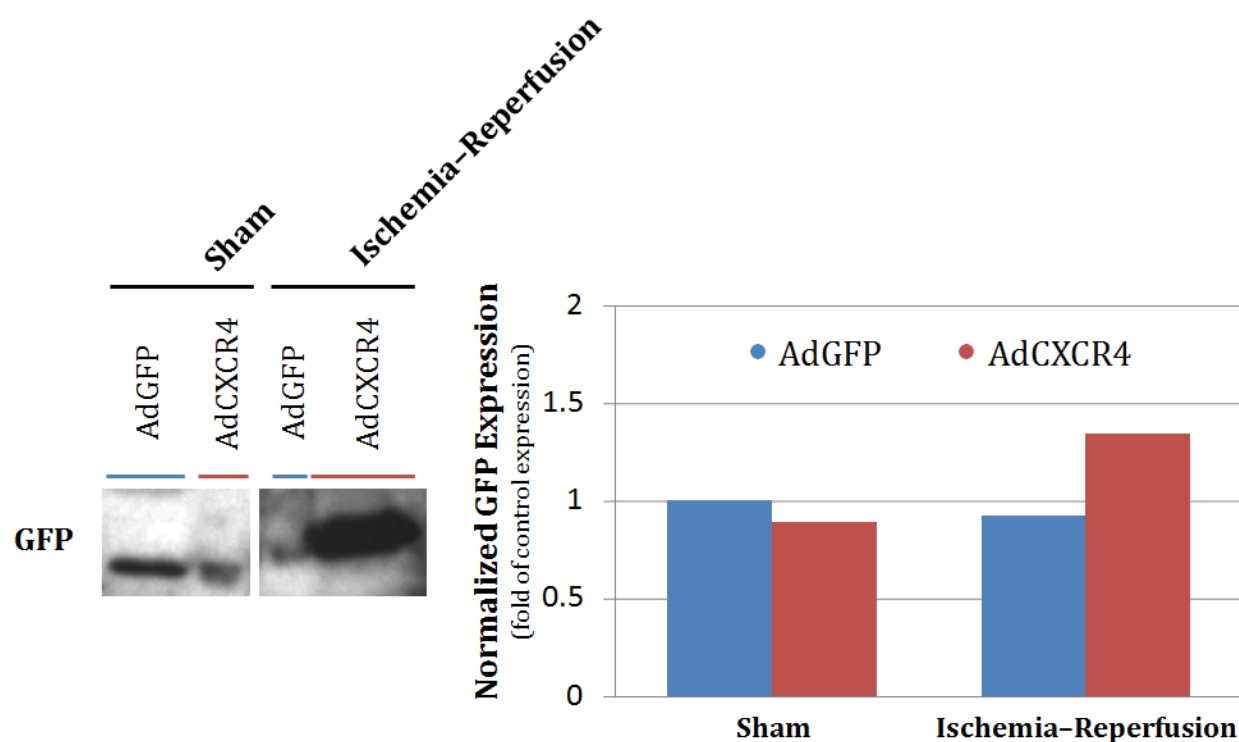 Sham
Ischemia–Reperfusion
AdGFP
AdCXCR4
AdGFP
AdCXCR4
GFP
Normalized GFP Expression
(fold of control expression)
2
1.5
1
0.5
0
AdGFP
AdCXCR4
Sham
Ischemia–Reperfusion